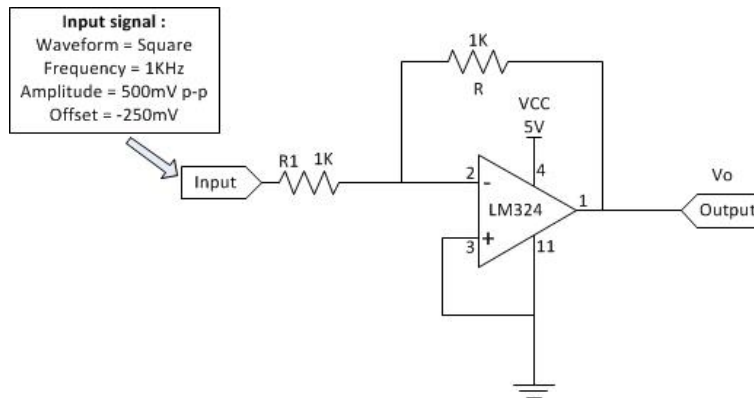 Input signal :
Waveform = Square
Frequency = 1KHz
Amplitude = 500mV p-p
Offset = -250mV
1K
R
VCC
5V
R1 1K
Input
2
-
4
LM324
1
Vo
Output
+
3
11